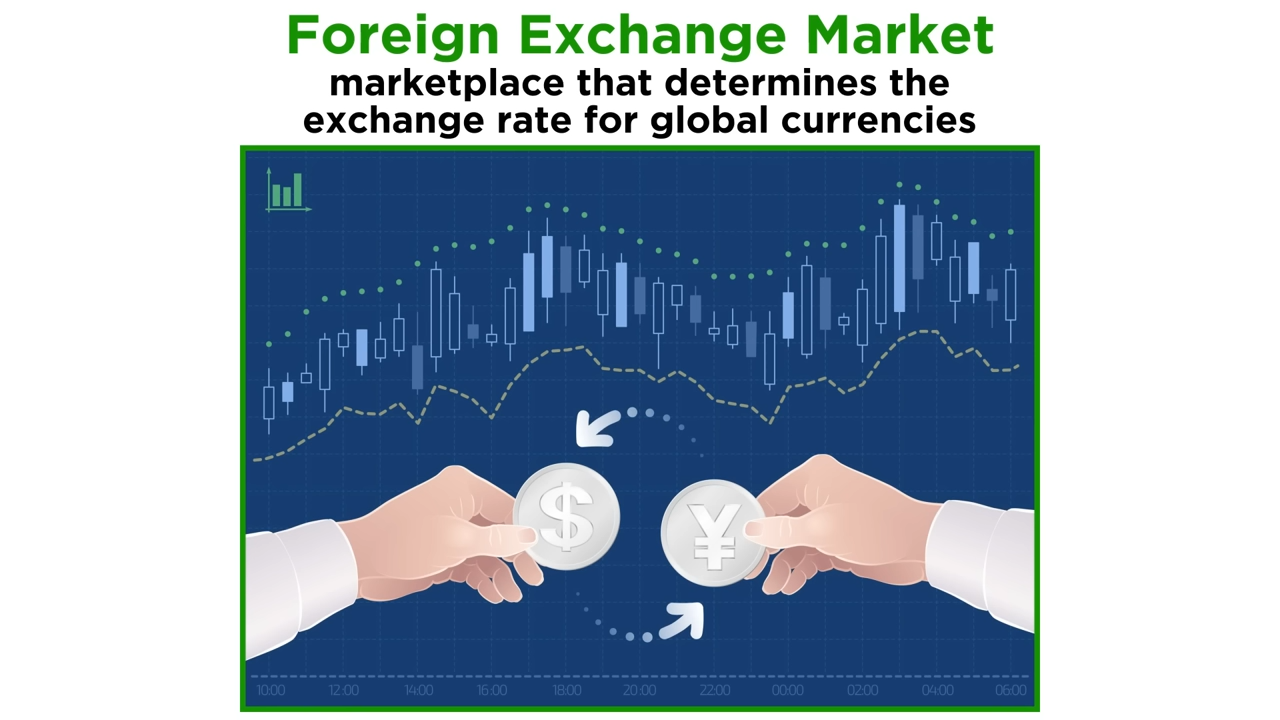 Foreign Exchange Market
marketplace that determines the
exchange rate for global currencies
$ ¥
10:00 12:00 14:00 16:00 18:00 20:00 22:00 00:00 02:00 04:00 06:00